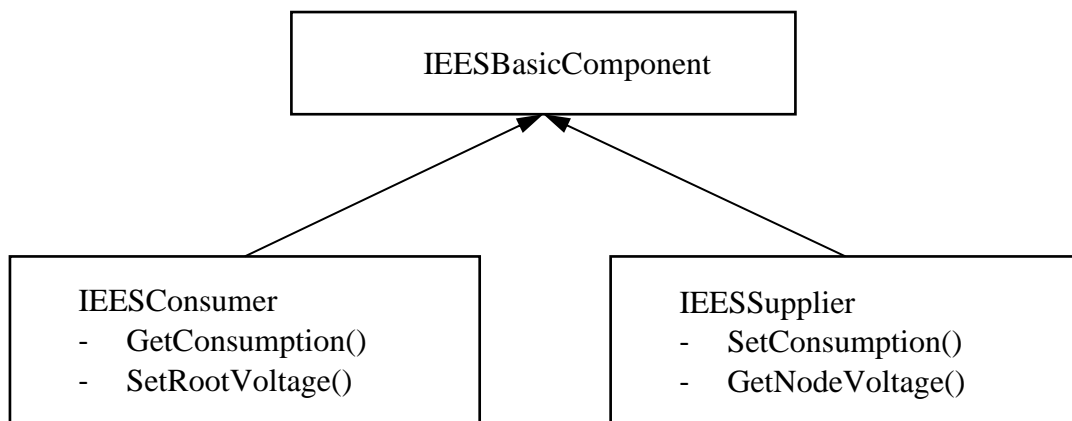 IEESBasicComponent
IEESConsumer
- GetConsumption()
- SetRootVoltage()
IEESSupplier
- SetConsumption()
- GetNodeVoltage()